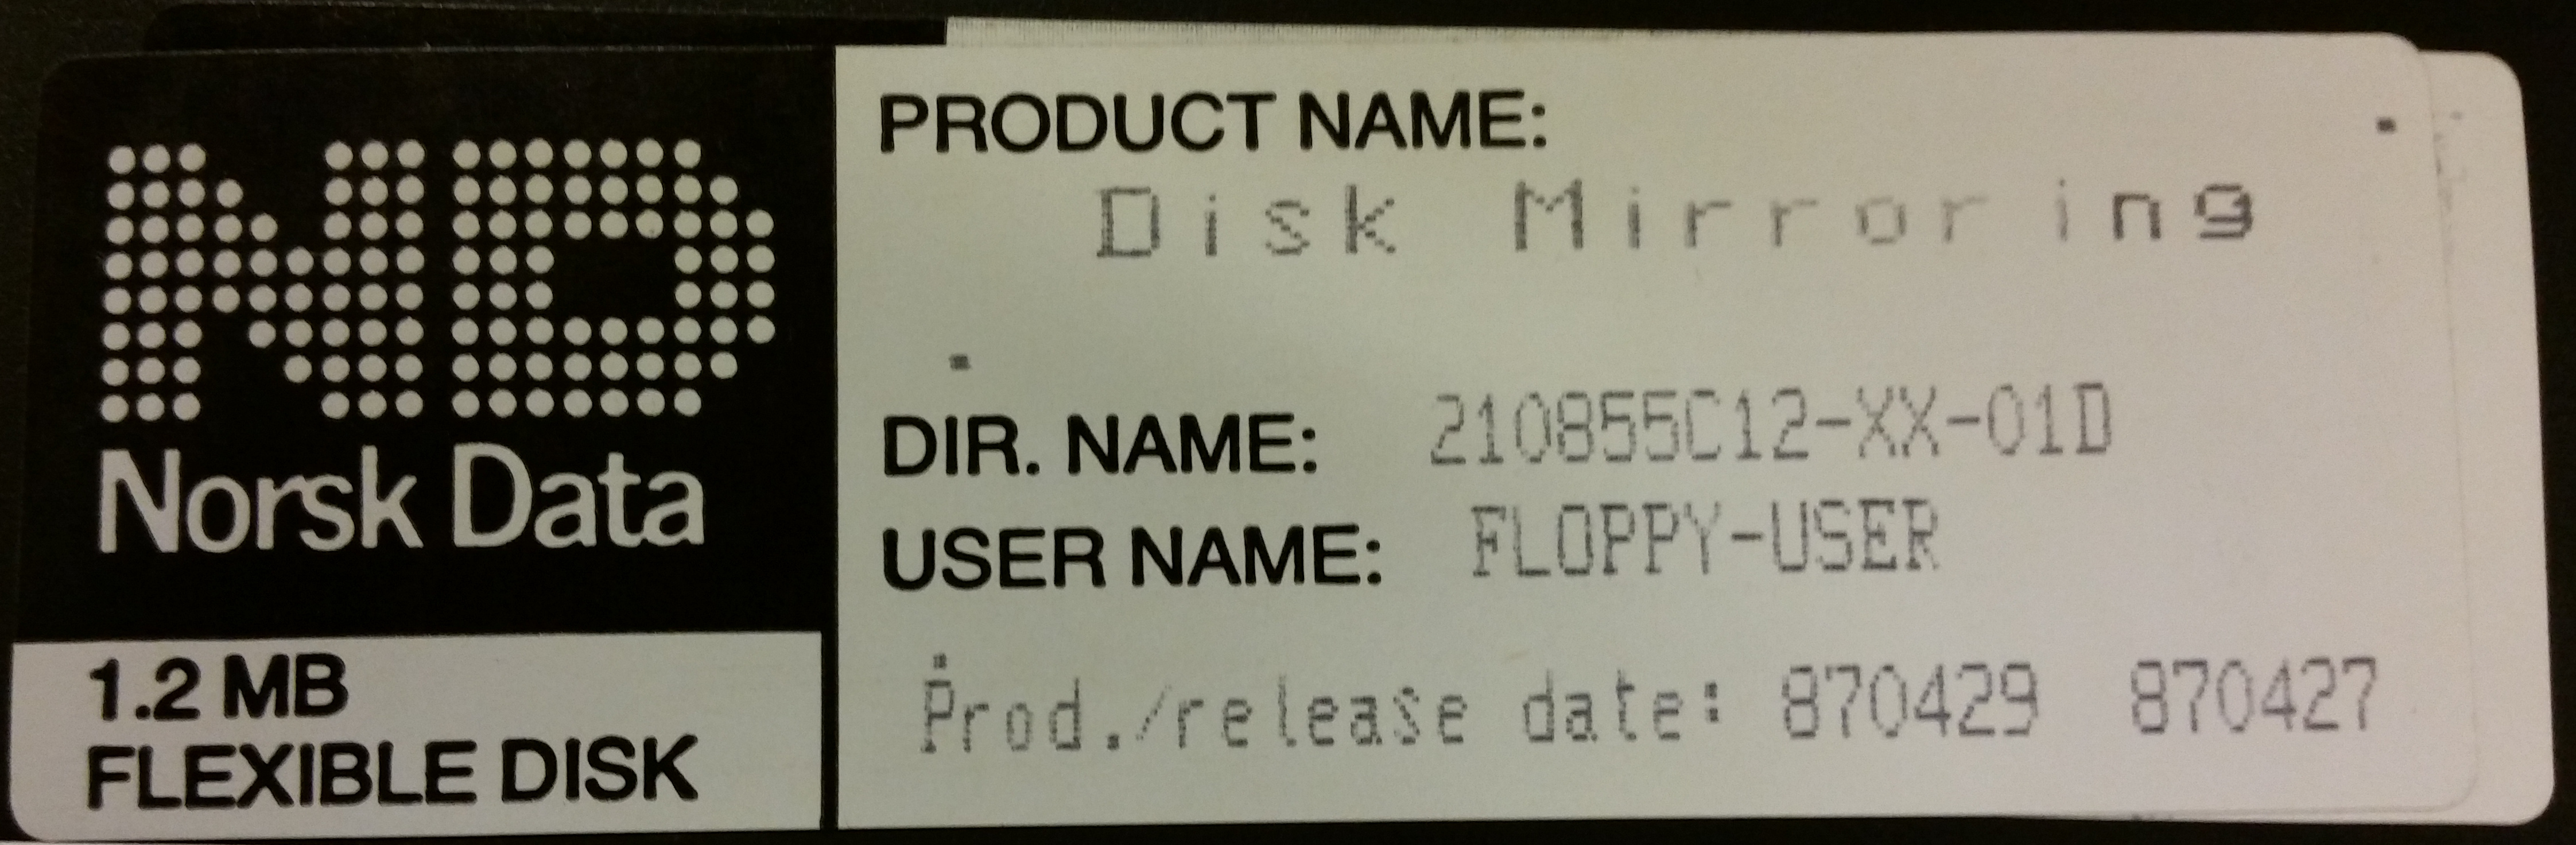 ND
Norsk Data
1.2 MB
FLEXIBLE DISK
PRODUCT NAME:
Disk Mirroring
DIR. NAME: 210855C12-XX-01D
USER NAME: FLOPPY-USER
Prod./release date: 870429 870427